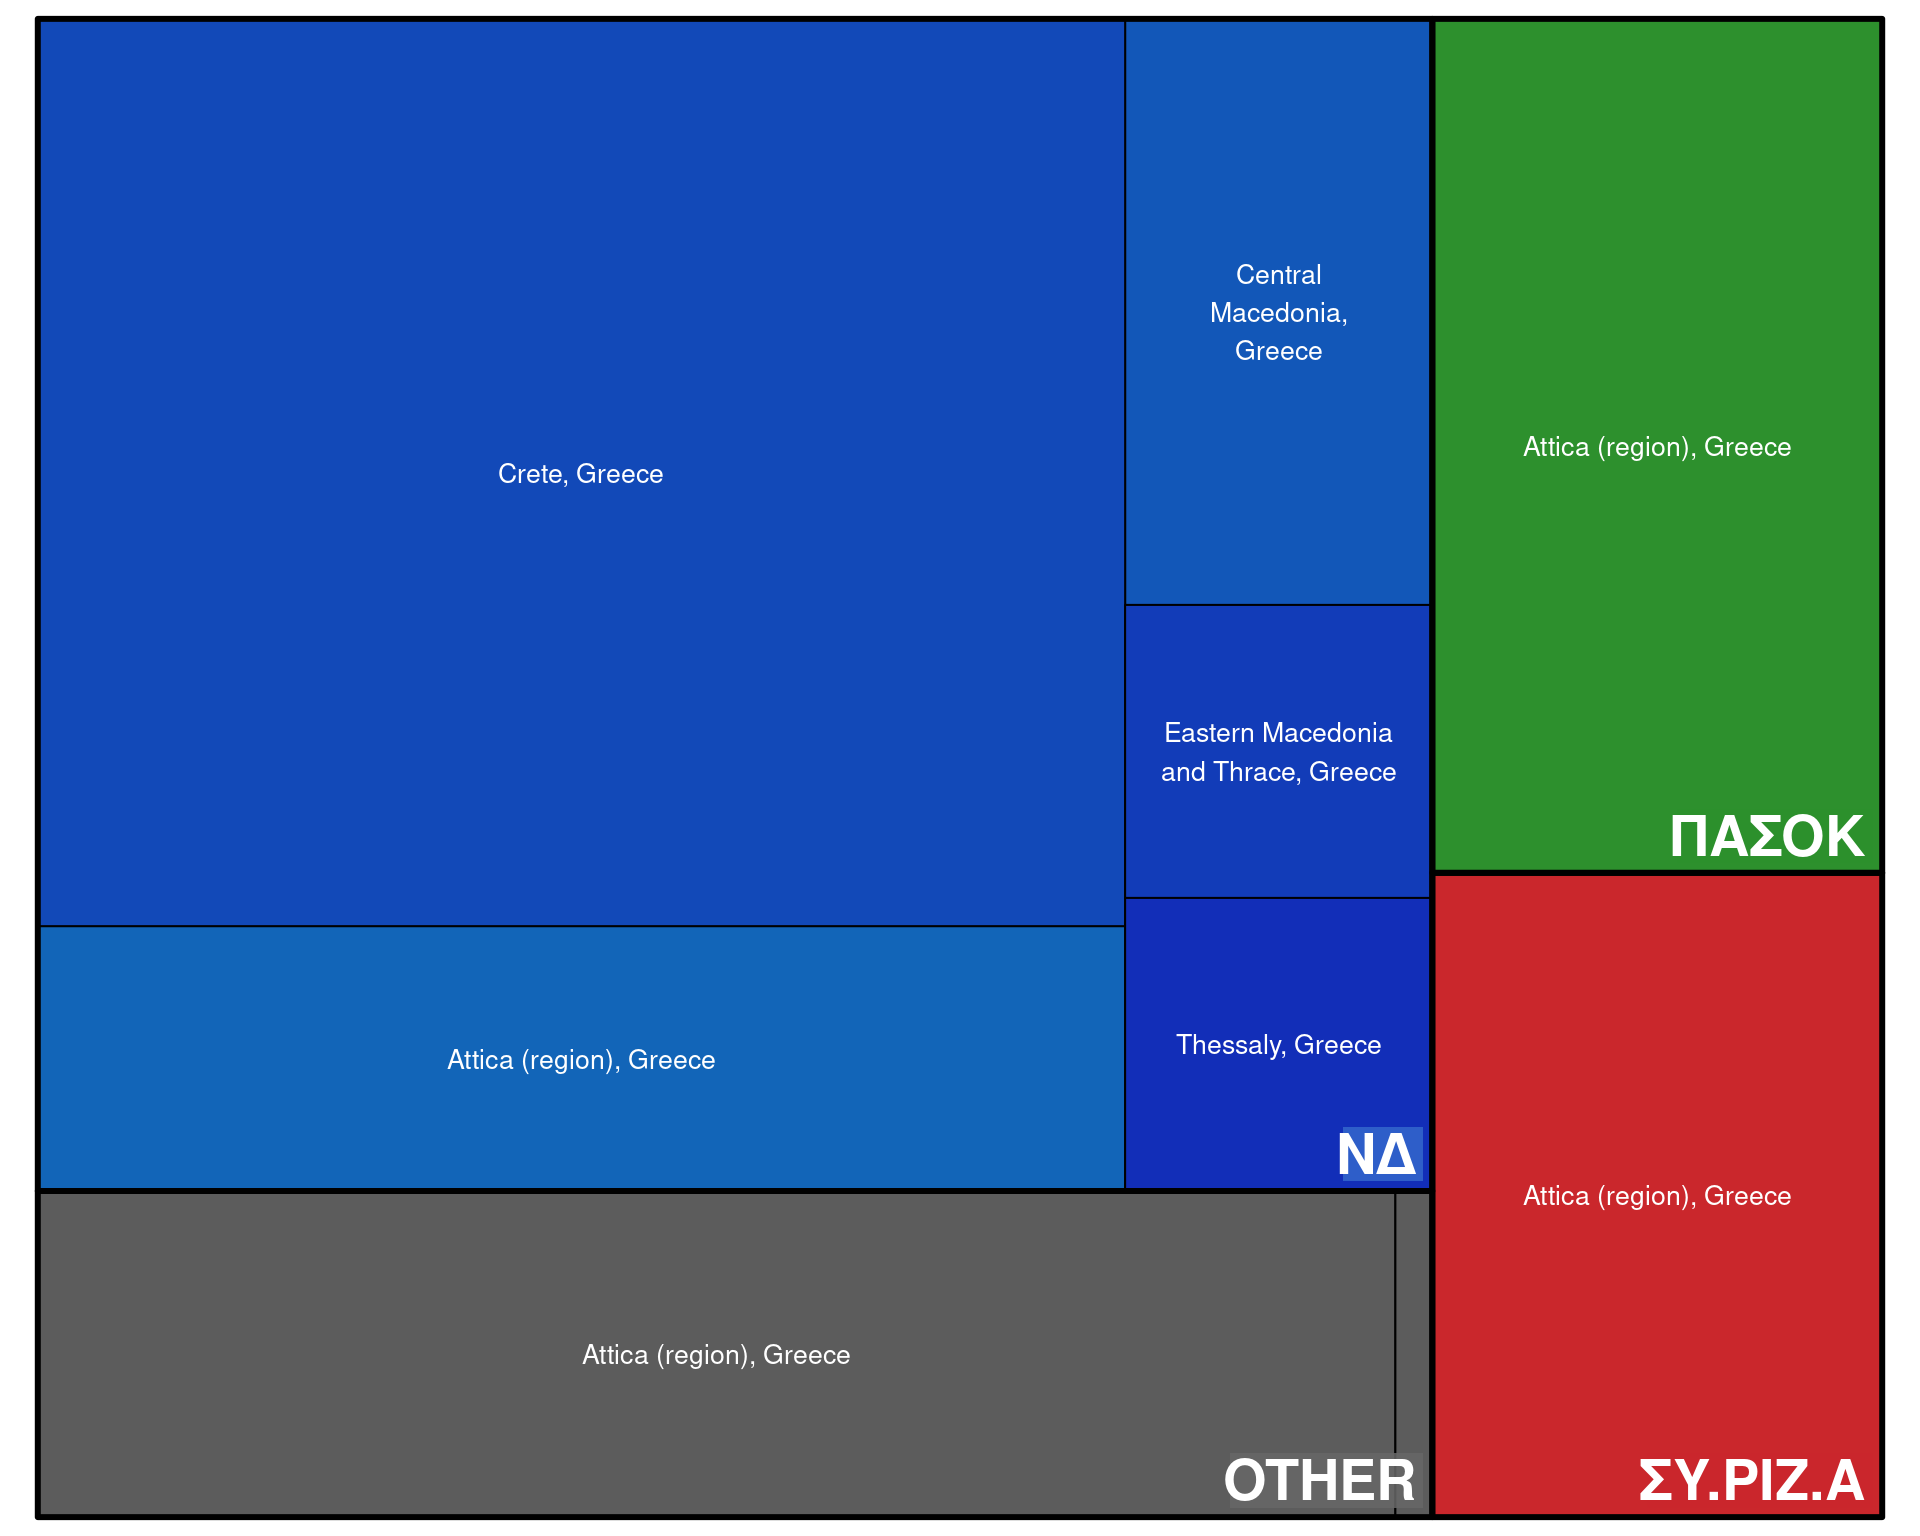 Crete, Greece
Attica (region), Greece
Central
Macedonia,
Greece
Eastern Macedonia
and Thrace, Greece
Thessaly, Greece
ΝΔ
Attica (region), Greece
ΠΑΣΟΚ
Attica (region), Greece
ΣΥ.ΡΙΖ.Α
Attica (region), Greece
OTHER